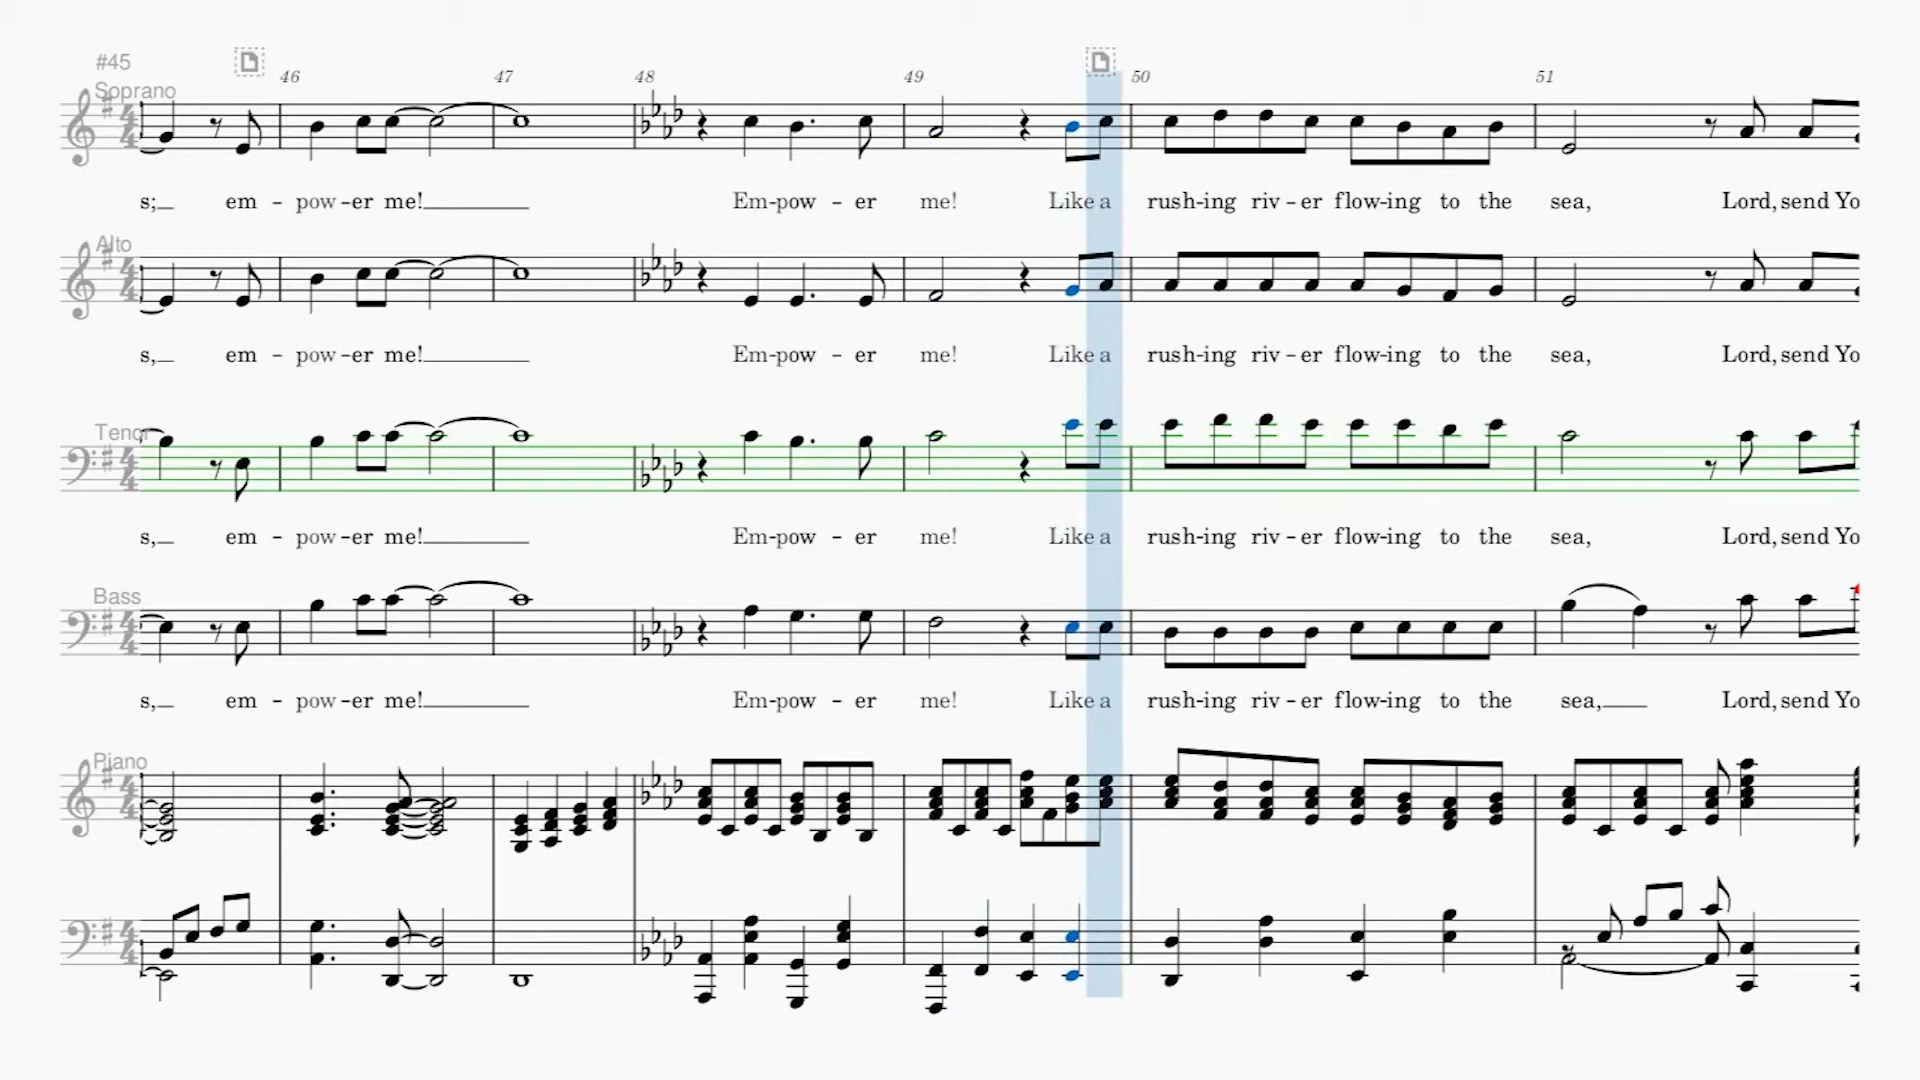 #45
46 47 48 49 50 51
Soprano
s; em - pow - er me! Em-pow - er me! Like a rush-ing riv - er flow-ing to the sea, Lord, send Yo
Alto
s, em - pow - er me! Em-pow - er me! Like a rush-ing riv - er flow-ing to the sea, Lord, send Yo
Tenor
s, em - pow - er me! Em-pow - er me! Like a rush-ing riv - er flow-ing to the sea, Lord, send Yo
Bass
s, em - pow - er me! Em-pow - er me! Like a rush-ing riv - er flow-ing to the sea, Lord, send Yo
Piano